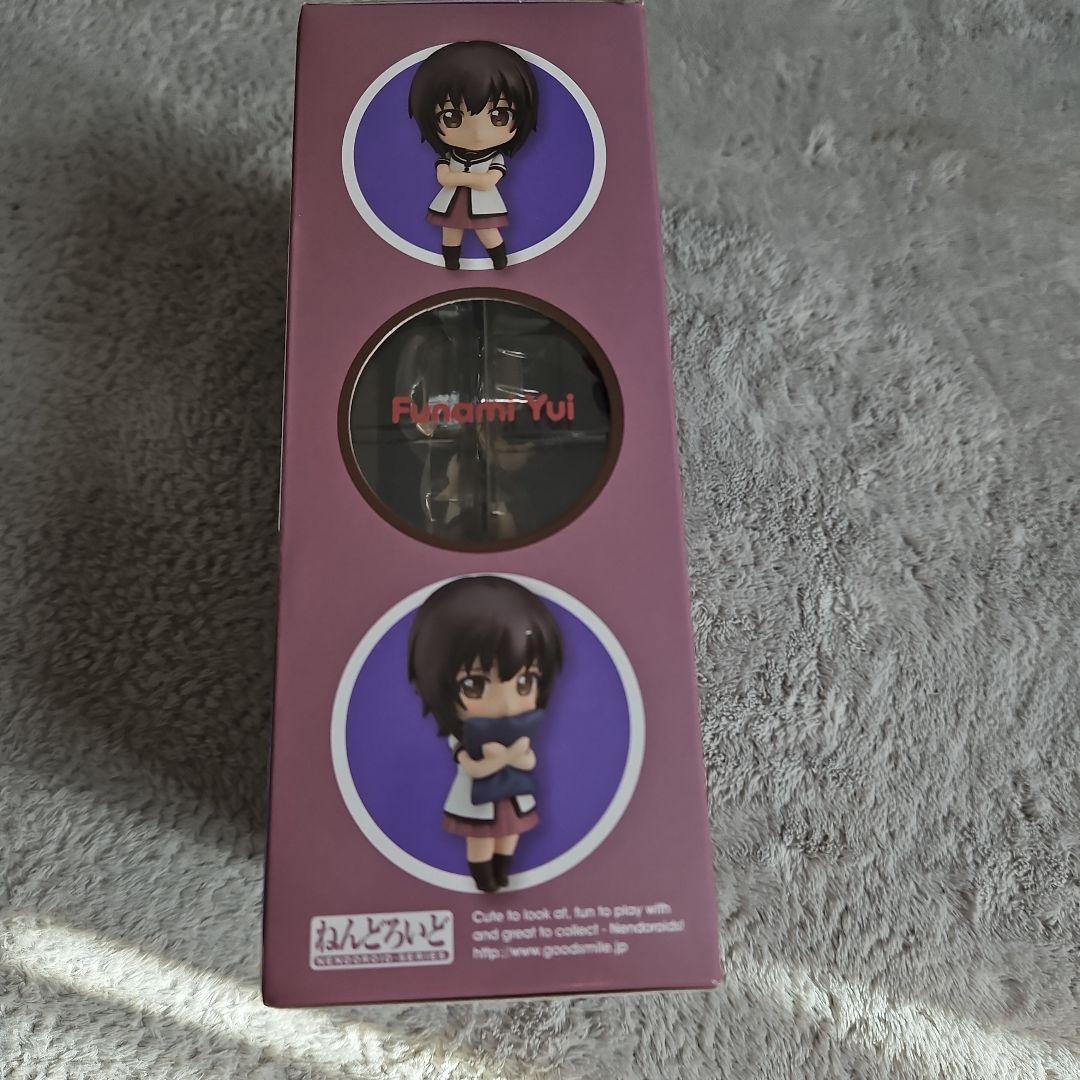 Funami Yui
ねんどろいど
NENDOROID-SERIES
Cute to look at, fun to play with
and great to collect - Nendoroids!
http://www.goodsmile.jp